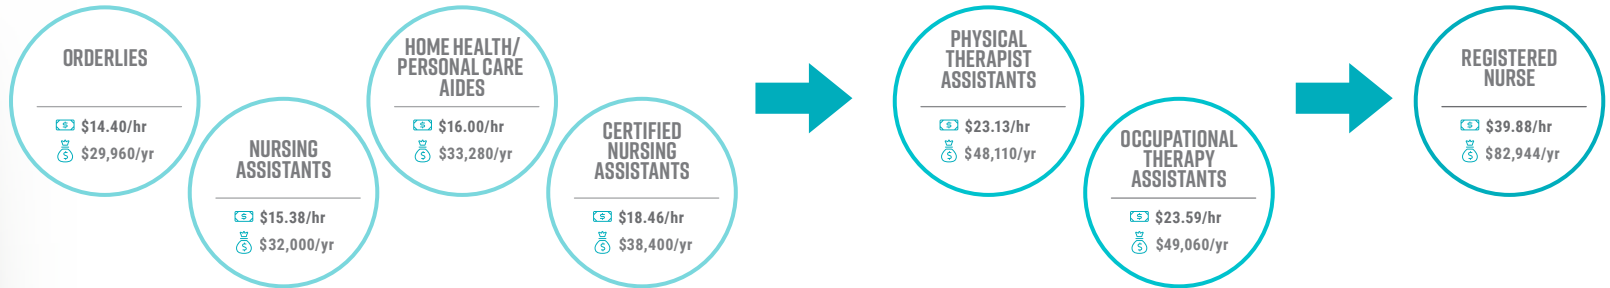 ORDERLIES
$14.40/hr
$29,960/yr
NURSING
ASSISTANTS
$15.38/hr
$32,000/yr
HOME HEALTH/
PERSONAL CARE
AIDES
$16.00/hr
$33,280/yr
CERTIFIED
NURSING
ASSISTANTS
$18.46/hr
$38,400/yr
PHYSICAL
THERAPIST
ASSISTANTS
$23.13/hr
$48,110/yr
OCCUPATIONAL
THERAPY
ASSISTANTS
$23.59/hr
$49,060/yr
REGISTERED
NURSE
$39.88/hr
$82,944/yr